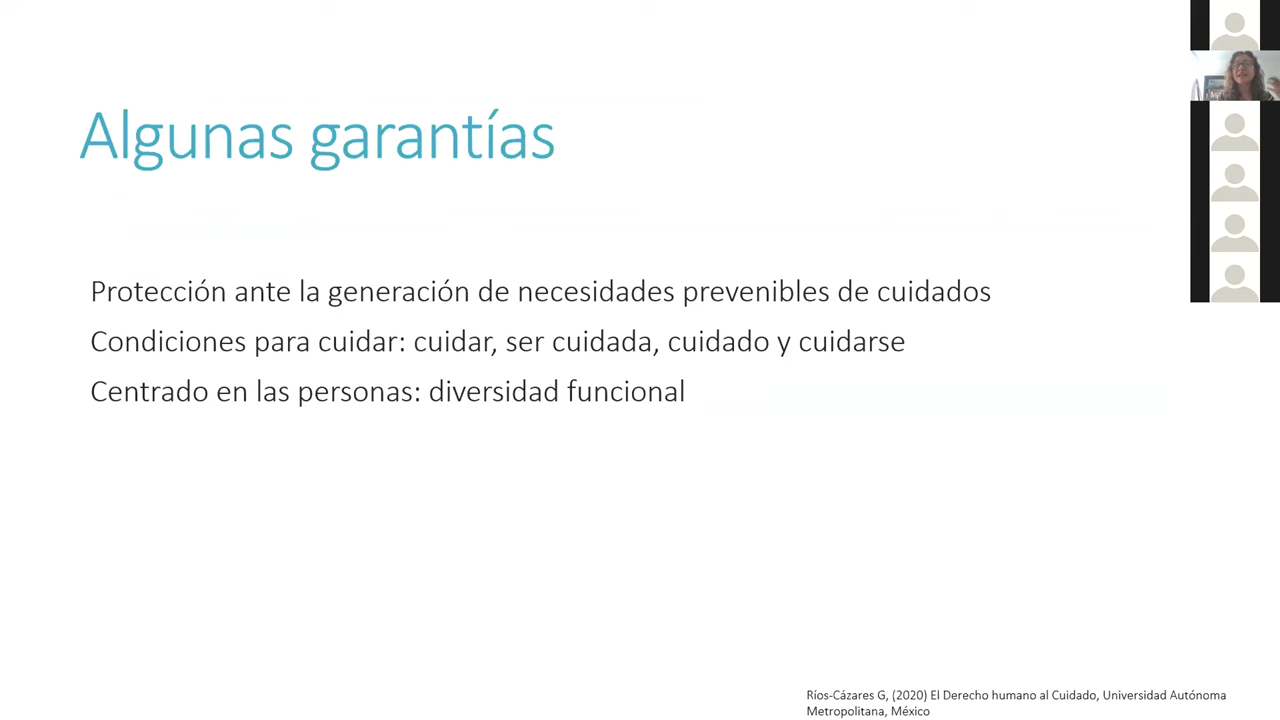 Algunas garantías
Protección ante la generación de necesidades prevenibles de cuidados
Condiciones para cuidar: cuidar, ser cuidada, cuidado y cuidarse
Centrado en las personas: diversidad funcional
Ríos-Cázares G, (2020) El Derecho humano al Cuidado, Universidad Autónoma
Metropolitana, México